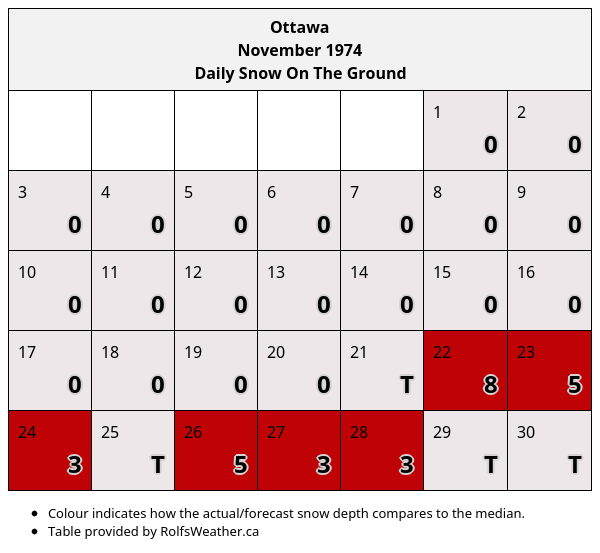 Ottawa
November 1974
Daily Snow On The Ground
1 2
0 0
3 4 5 6 7 8 9
0 0 0 0 0 0 0
10 11 12 13 14 15 16
0 0 0 0 0 0 0
17 18 19 20 21 22 23
0 0 0 0 T 8 5
24 25 26 27 28 29 30
3 T 5 3 3 T T
• Colour indicates how the actual/forecast snow depth compares to the median.
• Table provided by RolfsWeather.ca